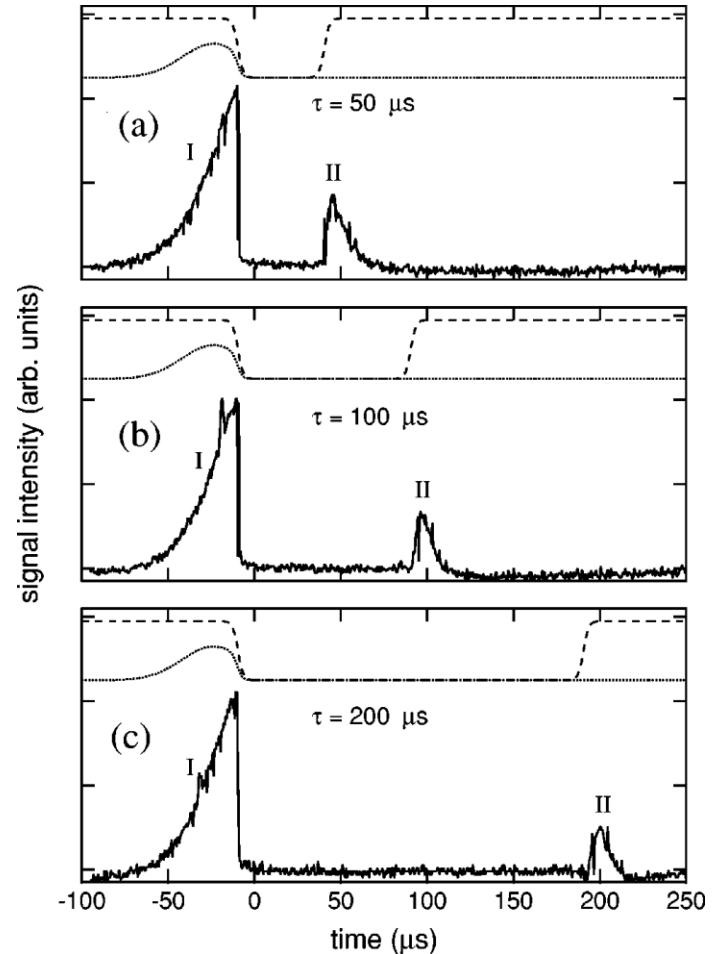 (a)
τ = 50 μs
I
II
(b)
τ = 100 μs
I
II
(c)
τ = 200 μs
I
II
-100 -50 0 50 100 150 200 250
time (μs)
signal intensity (arb. units)